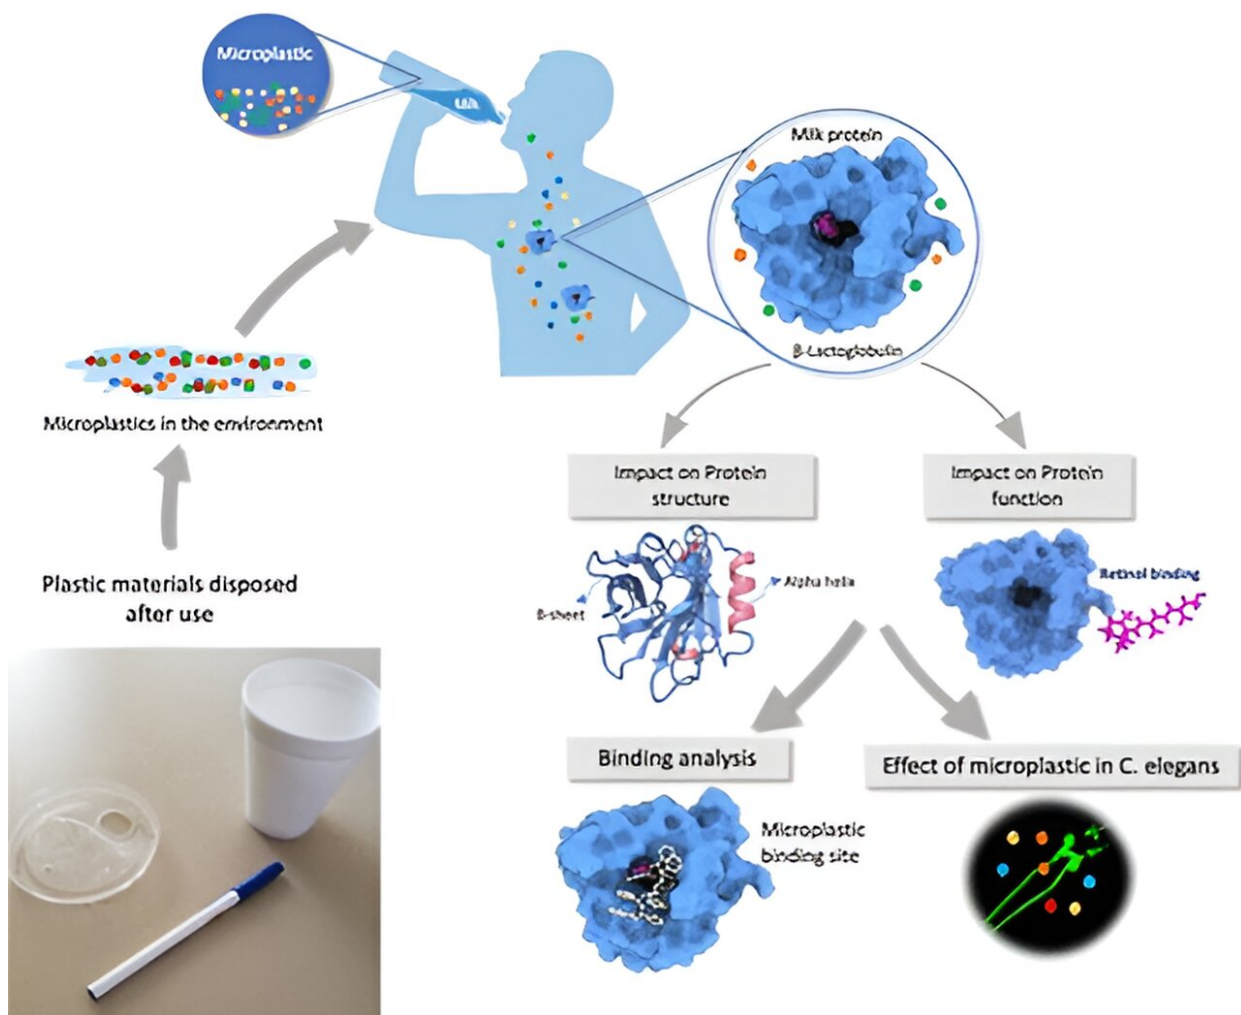 Microplastic
Milk protein
β-Lactoglobulin
Microplastics in the environment
Plastic materials disposed
after use
Impact on Protein
structure
Impact on Protein
function
β-sheet
Alpha helix
Retinol binding
Binding analysis
Effect of microplastic in C. elegans
Microplastic
binding site